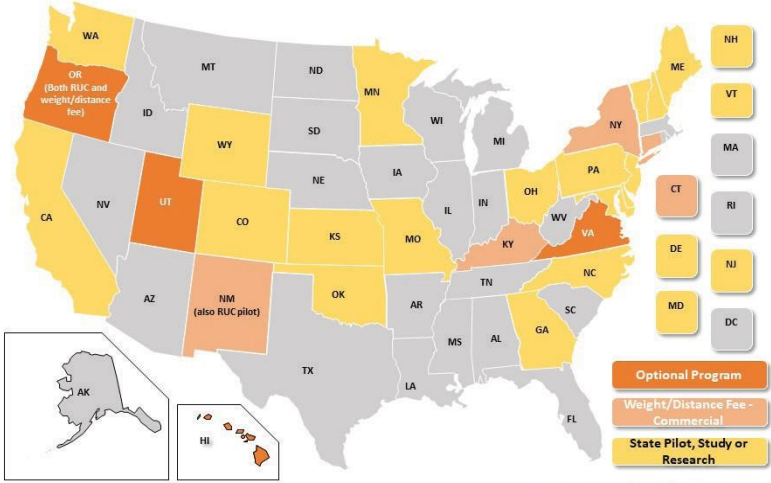 WA
OR
(Both RUC and
weight/distance
fee)
MT
ND
MN
ID
SD
WY
WI
MI
NY
ME
NH
VT
MA
CA
NV
UT
CO
NE
IA
IL
IN
OH
PA
CT
RI
KS
MO
KY
WV
VA
DE
NJ
AZ
NM
(also RUC pilot)
OK
AR
TN
NC
MD
DC
TX
LA
MS
AL
GA
SC
FL
AK
HI
Optional Program
Weight/Distance Fee -
Commercial
State Pilot, Study or
Research